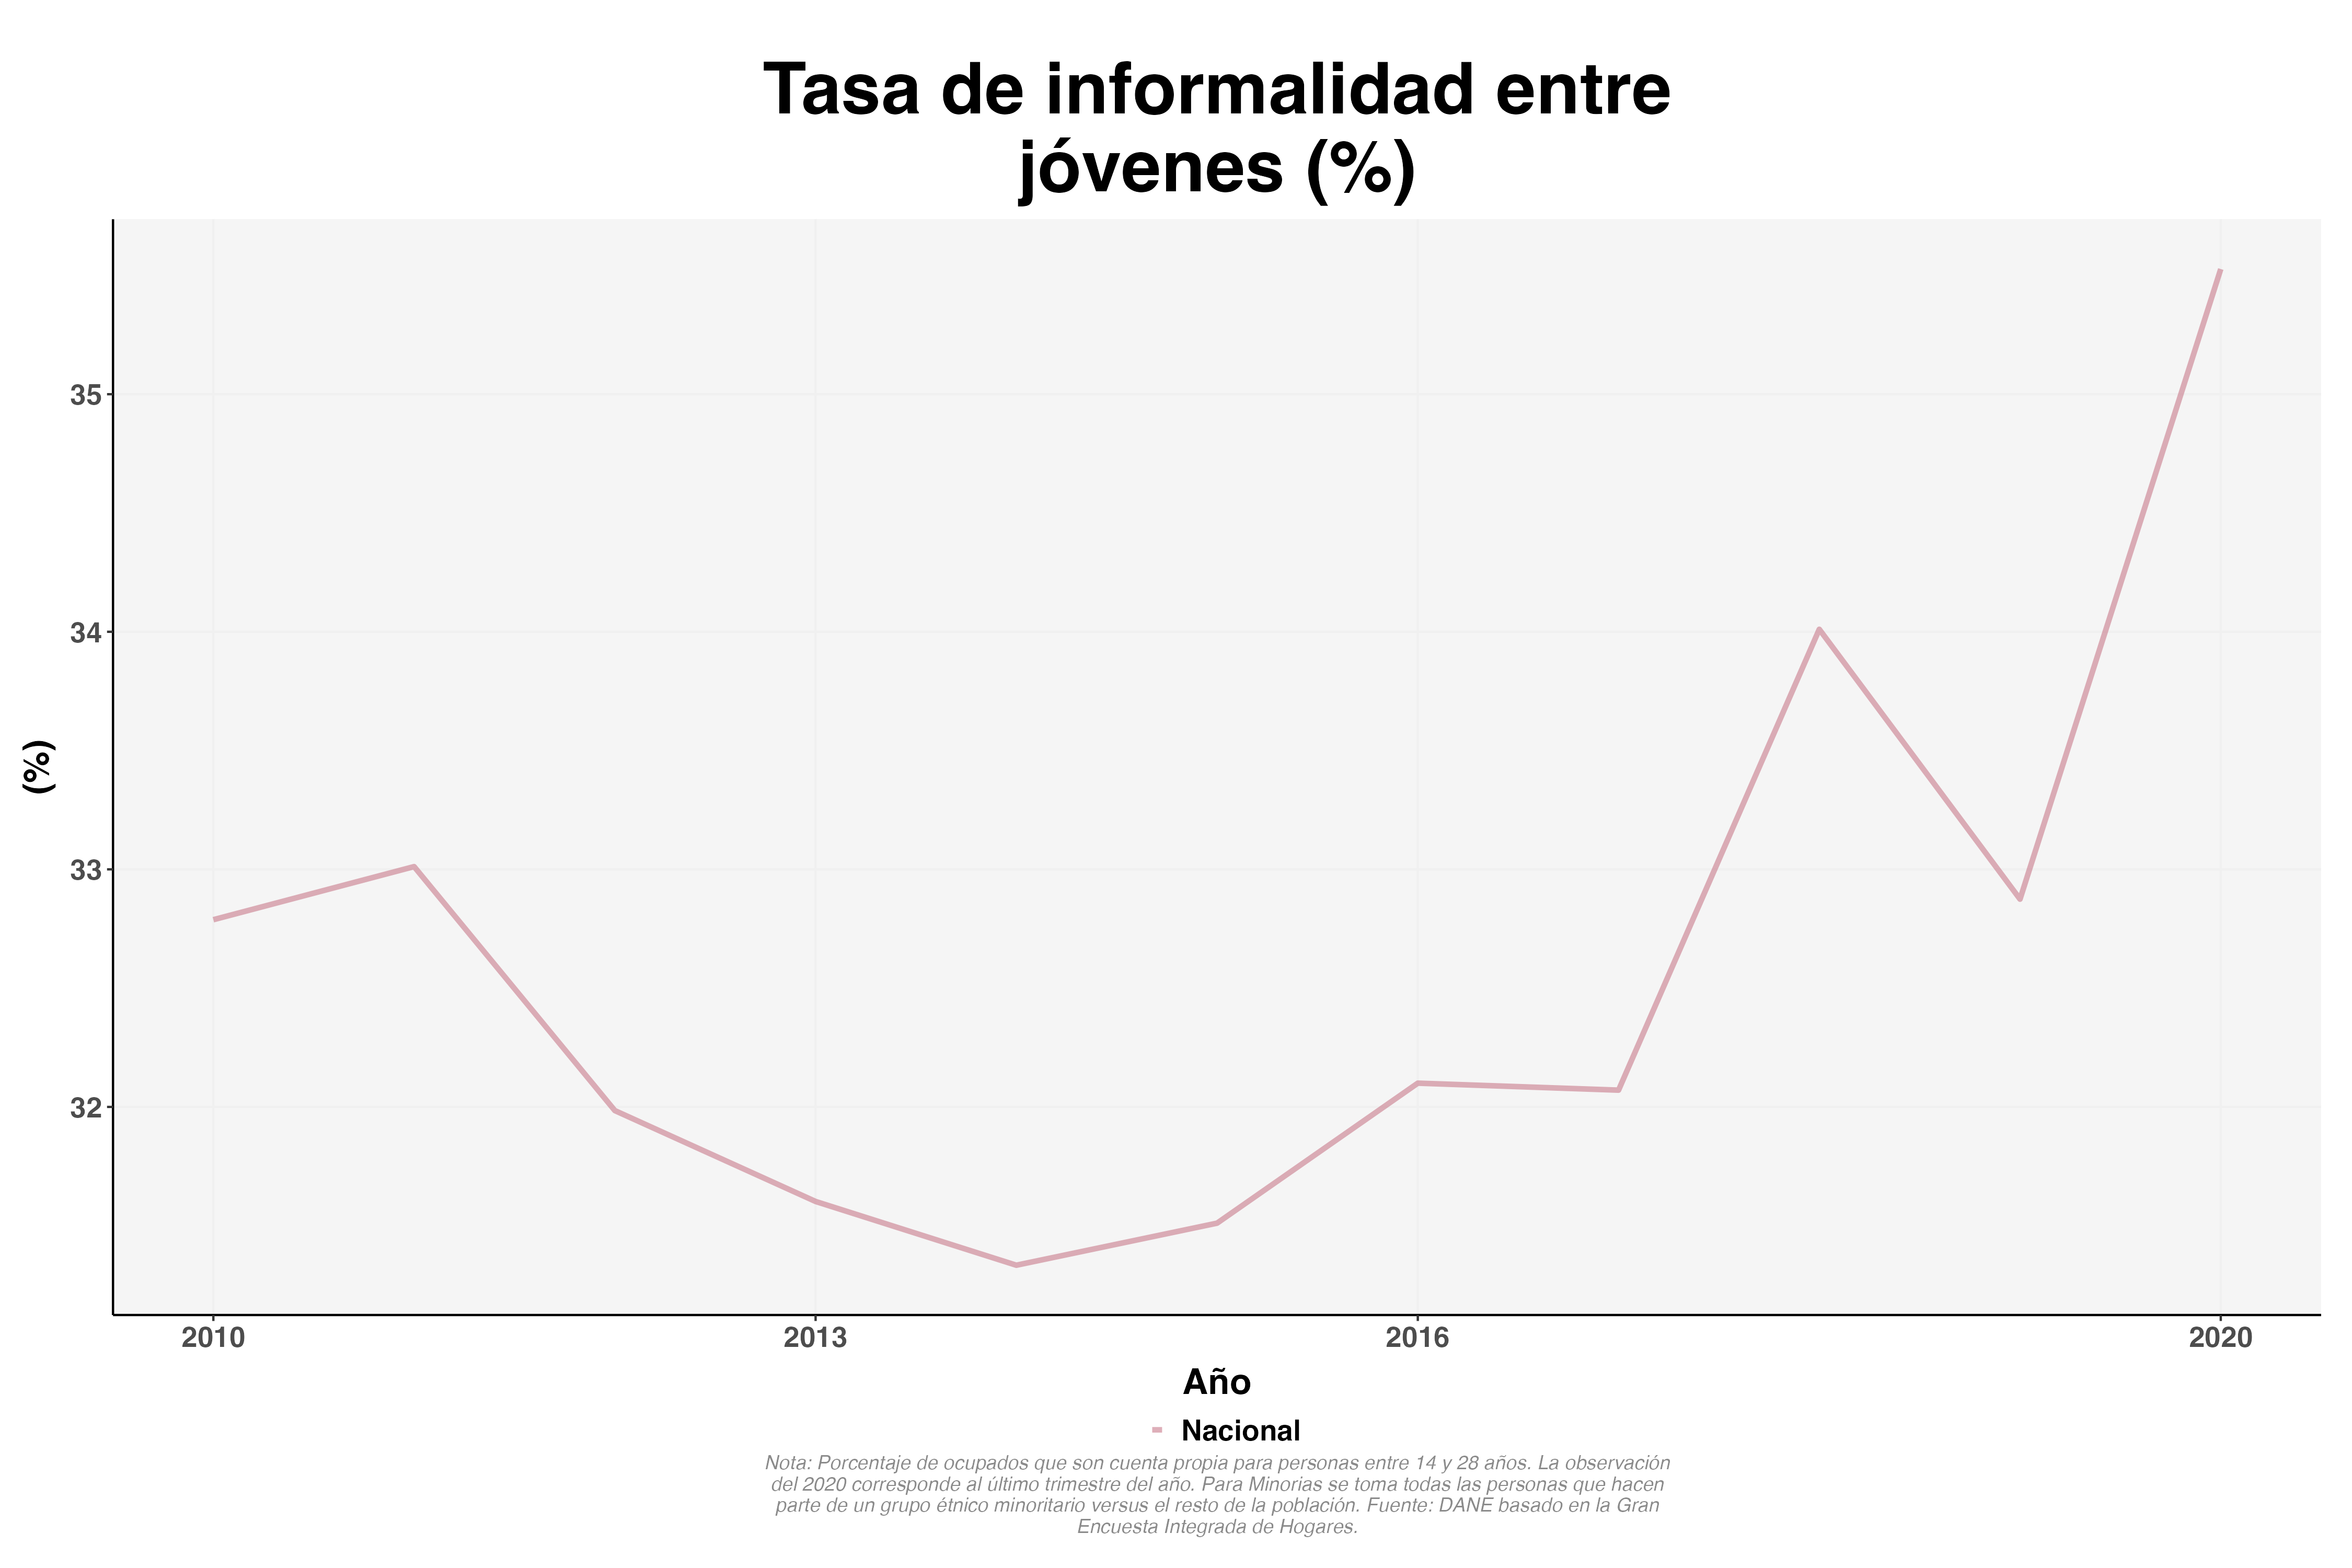 Tasa de informalidad entre
jóvenes (%)
(%)
35
34
33
32
2010
2013
2016
2020
Año
Nacional
Nota: Porcentaje de ocupados que son cuenta propia para personas entre 14 y 28 años. La observación
del 2020 corresponde al último trimestre del año. Para Minorias se toma todas las personas que hacen
parte de un grupo étnico minoritario versus el resto de la población. Fuente: DANE basado en la Gran
Encuesta Integrada de Hogares.